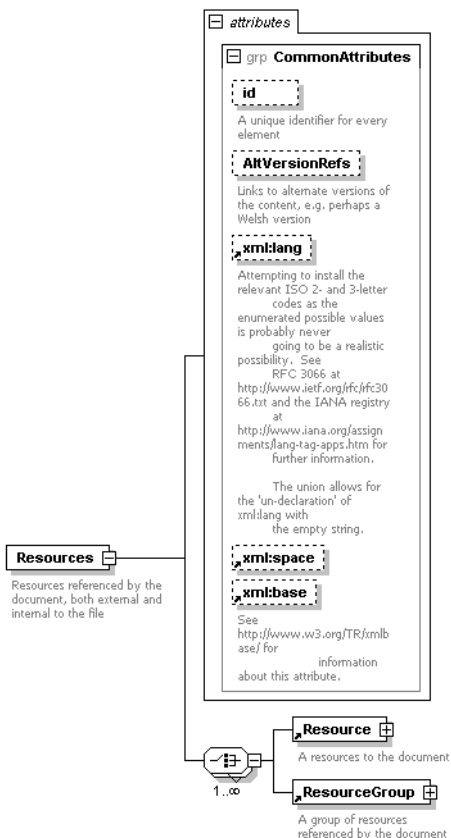 attributes
grp CommonAttributes
id
A unique identifier for every
element
AltVersionRefs
Links to alternate versions of
the content, e.g. perhaps a
Welsh version
xml:lang
Attempting to install the
relevant ISO 2- and 3-letter
codes as the
enumerated possible values
is probably never
going to be a realistic
possibility. See
RFC 3066 at
http://www.ietf.org/rfc/rfc30
66.txt and the IANA registry
at
http://www.iana.org/assign
ments/lang-tag-apps.htm for
further information.
The union allows for
the 'un-declaration' of
xml:lang with
the empty string.
xml:space
xml:base
See
http://www.w3.org/TR/xmlb
ase/ for
information
about this attribute.
Resources
Resources referenced by the
document, both external and
internal to the file
1..∞
Resource
A resources to the document
ResourceGroup
A group of resources
referenced by the document